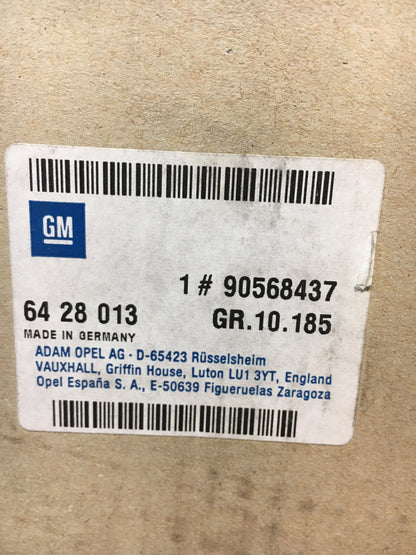 GM
1 # 90568437
64 28 013 GR.10.185
MADE IN GERMANY
ADAM OPEL AG · D-65423 Rüsselsheim
VAUXHALL, Griffin House, Luton LU1 3YT, England
Opel España S. A., E-50639 Figueruelas Zaragoza